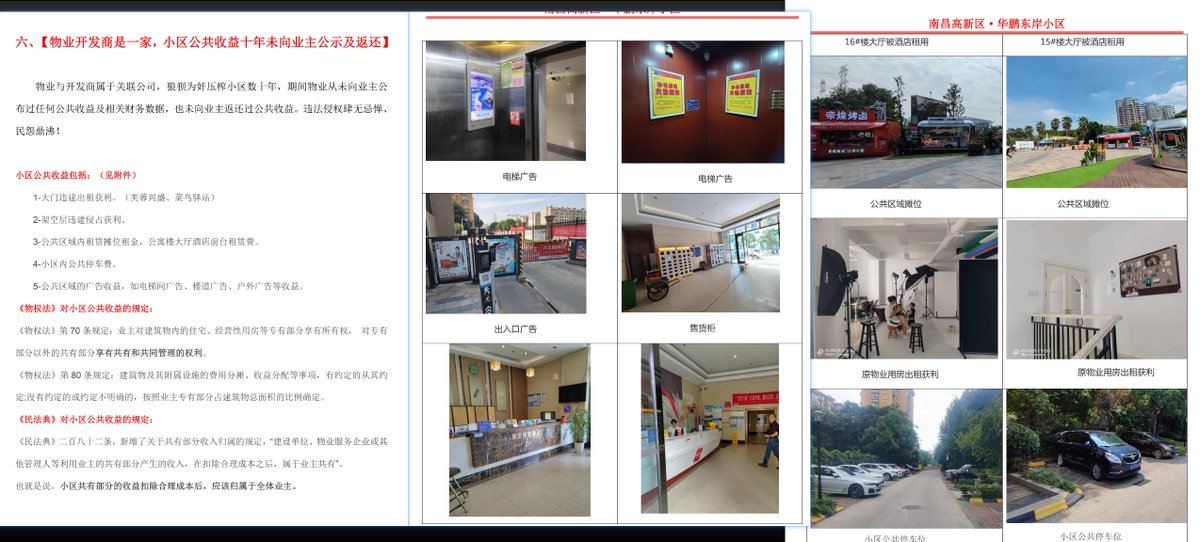 六、【物业开发商是一家，小区公共收益十年未向业主公示及返还】
物业与开发商属于关联公司，狼狈为奸压榨小区数十年，期间物业从未向业主公
布过任何公共收益及相关财务数据，也未向业主返还过公共收益。违法侵权肆无忌惮、
民怨鼎沸！
小区公共收益包括：（见附件）
1-大门违建出租获利。（芙蓉兴盛、菜鸟驿站）
2-架空层违建侵占获利。
3-公共区域内租赁摊位租金，公寓楼大厅酒店前台租赁费。
4-小区内公共停车费。
5-公共区域的广告收益，如电梯间广告、楼道广告、户外广告等收益。
《物权法》对小区公共收益的规定：
《物权法》第 70 条规定：业主对建筑物内的住宅、经营性用房等专有部分享有所有权， 对专有
部分以外的共有部分享有共有和共同管理的权利。
《物权法》第 80 条规定：建筑物及其附属设施的费用分摊、收益分配等事项，有约定的从其约
定;没有约定的或约定不明确的，按照业主专有部分占建筑物总面积的比例确定。
《民法典》对小区公共收益的规定：
《民法典》二百八十二条，新增了关于共有部分收入归属的规定，“建设单位、物业服务企业或其
他管理人等利用业主的共有部分产生的收入，在扣除合理成本之后，属于业主共有”。
也就是说，小区共有部分的收益扣除合理成本后，应该归属于全体业主。
南昌高新区·华鹏东岸小区
电梯广告
电梯广告
出入口广告
售货柜
南昌高新区·华鹏东岸小区
16#楼大厅被酒店租用
15#楼大厅被酒店租用
帝煌烤卤
公共区域摊位
公共区域摊位
原物业用房出租获利
原物业用房出租获利
小区公共停车位
小区公共停车位